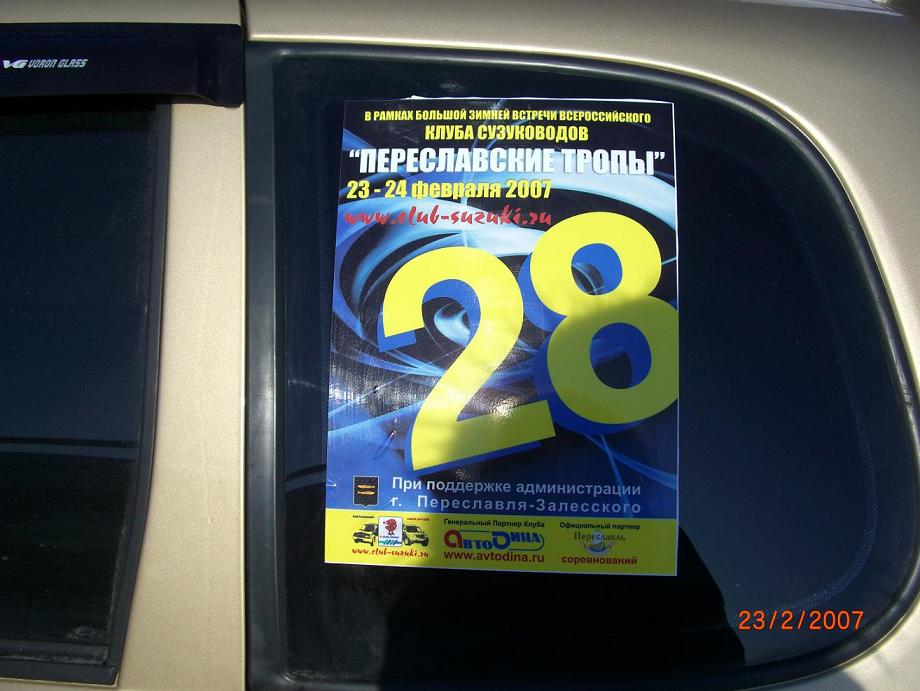 VG VORON GLASS
В РАМКАХ БОЛЬШОЙ ЗИМНЕЙ ВСТРЕЧИ ВСЕРОССИЙСКОГО
КЛУБА СУЗУКОВОДОВ
"ПЕРЕСЛАВСКИЕ ТРОПЫ"
23 - 24 февраля 2007
www.club-suzuki.ru
28
При поддержке администрации
г. Переславля-Залесского
Генеральный Партнер Клуба
АвтоДИНА
www.avtodina.ru
www.club-suzuki.ru
Официальный партнер
Переславль
соревнований
23/2/2007